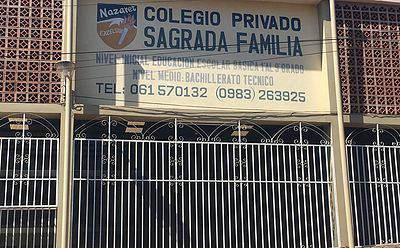 Nazaret
COLEGIO PRIVADO
SAGRADA FAMILIA
NIVEL INICIAL EDUCACION ESCOLAR BASICA 1 AL 9 GRADO
NIVEL MEDIO: BACHILLERATO TECNICO
TEL: 061 570132 (0983) 263925